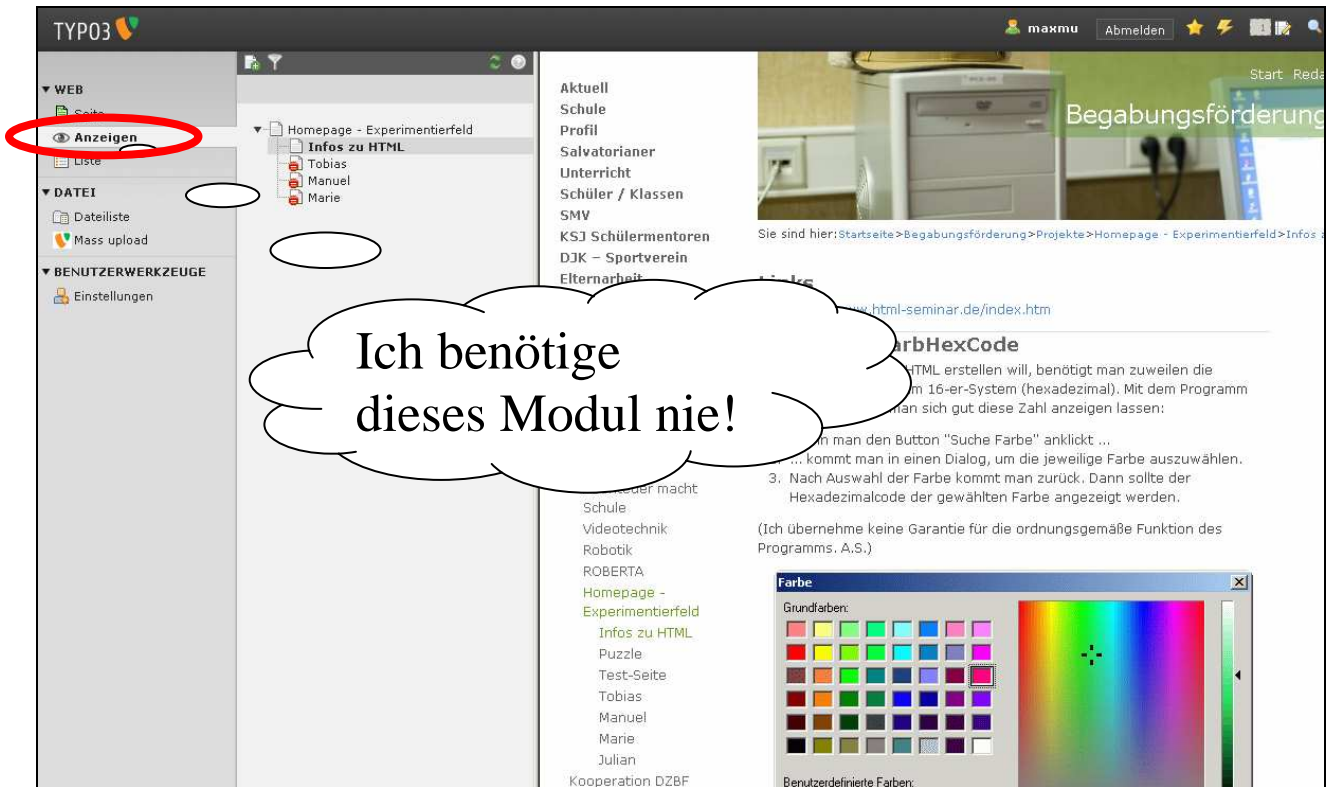 TYPO3
maxmu Abmelden
WEB
Seite
Anzeigen
Liste
DATEI
Dateiliste
Mass upload
BENUTZERWERKZEUGE
Einstellungen
Homepage - Experimentierfeld
Infos zu HTML
Tobias
Manuel
Marie
Ich benötige
dieses Modul nie!
Aktuell
Schule
Profil
Salvatorianer
Unterricht
Schüler / Klassen
SMV
KSJ Schülermentoren
DJK – Sportverein
Elternarbeit
macht
Schule
Videotechnik
Robotik
ROBERTA
Homepage -
Experimentierfeld
Infos zu HTML
Puzzle
Test-Seite
Tobias
Manuel
Marie
Julian
Kooperation DZBF
Start Reda
Begabungsförderung
Sie sind hier:Startseite>Begabungsförderung>Projekte>Homepage - Experimentierfeld>Infos
Links
.html-seminar.de/index.htm
arbHexCode
HTML erstellen will, benötigt man zuweilen die
m 16-er-System (hexadezimal). Mit dem Programm
man sich gut diese Zahl anzeigen lassen:
man den Button "Suche Farbe" anklickt ...
... kommt man in einen Dialog, um die jeweilige Farbe auszuwählen.
3. Nach Auswahl der Farbe kommt man zurück. Dann sollte der
Hexadezimalcode der gewählten Farbe angezeigt werden.
(Ich übernehme keine Garantie für die ordnungsgemäße Funktion des
Programms. A.S.)
Farbe
Grundfarben:
Benutzerdefinierte Farben: